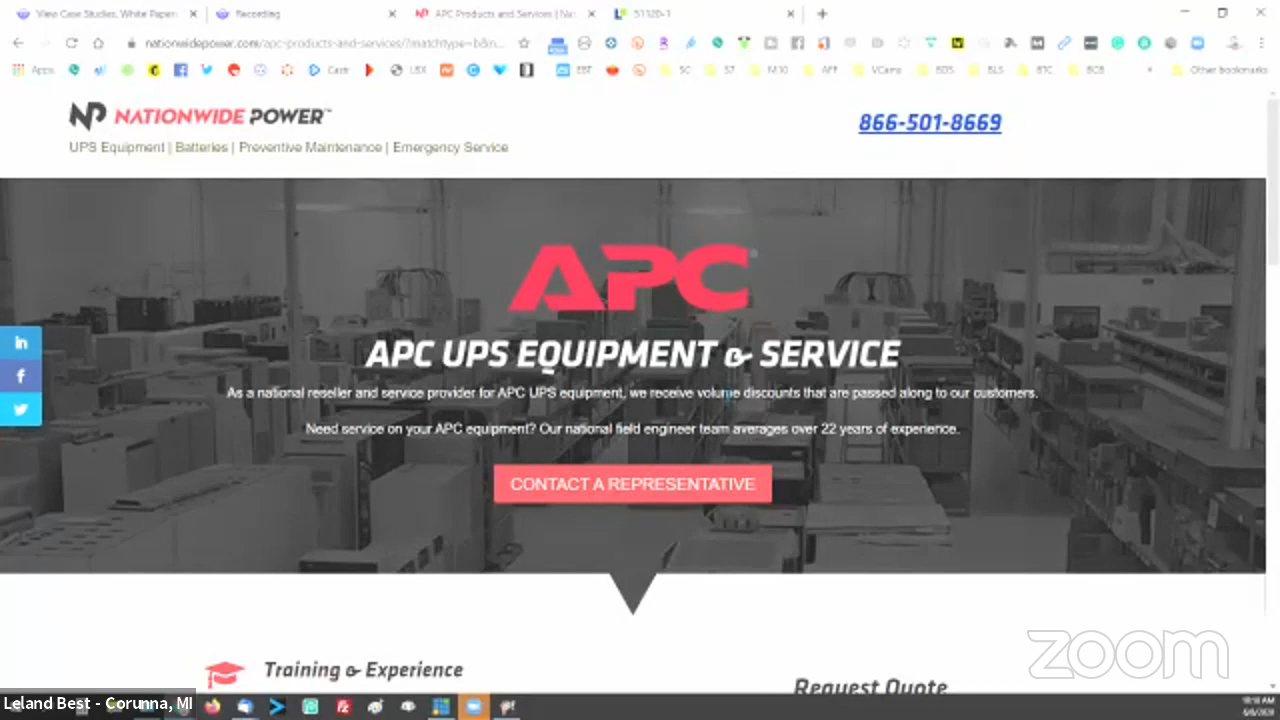 View Case Studies, White Paper
Recording
APC Products and Services | Na
51120-1
nationwidepower.com/apc-products-and-services/?matchtype=b&n...
Apps
Other bookmarks
NP NATIONWIDE POWER™
866-501-8669
UPS Equipment | Batteries | Preventive Maintenance | Emergency Service
APC
APC UPS EQUIPMENT & SERVICE
As a national reseller and service provider for APC UPS equipment, we receive volume discounts that are passed along to our customers.
Need service on your APC equipment? Our national field engineer team averages over 22 years of experience.
CONTACT A REPRESENTATIVE
in
f
Training & Experience
Request Quote
zoom
Leland Best - Corunna, MI